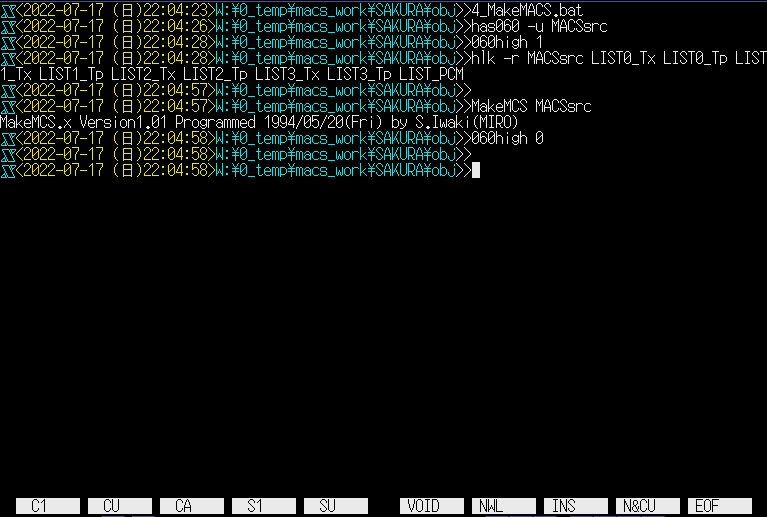 <2022-07-17 (日)22:04:23>W:¥0_temp¥macs_work¥SAKURA¥obj>>4_MakeMACS.bat
<2022-07-17 (日)22:04:26>W:¥0_temp¥macs_work¥SAKURA¥obj>>has060 -u MACSsrc
<2022-07-17 (日)22:04:28>W:¥0_temp¥macs_work¥SAKURA¥obj>>060high 1
<2022-07-17 (日)22:04:28>W:¥0_temp¥macs_work¥SAKURA¥obj>>hlk -r MACSsrc LIST0_Tx LIST0_Tp LIST
1_Tx LIST1_Tp LIST2_Tx LIST2_Tp LIST3_Tx LIST3_Tp LIST_PCM
<2022-07-17 (日)22:04:57>W:¥0_temp¥macs_work¥SAKURA¥obj>>
<2022-07-17 (日)22:04:57>W:¥0_temp¥macs_work¥SAKURA¥obj>>MakeMCS MACSsrc
MakeMCS.x Version1.01 Programmed 1994/05/20(Fri) by S.Iwaki(MIRO)
<2022-07-17 (日)22:04:58>W:¥0_temp¥macs_work¥SAKURA¥obj>>060high 0
<2022-07-17 (日)22:04:58>W:¥0_temp¥macs_work¥SAKURA¥obj>>
<2022-07-17 (日)22:04:58>W:¥0_temp¥macs_work¥SAKURA¥obj>>
C1 CU CA S1 SU VOID NWL INS N&CU EOF